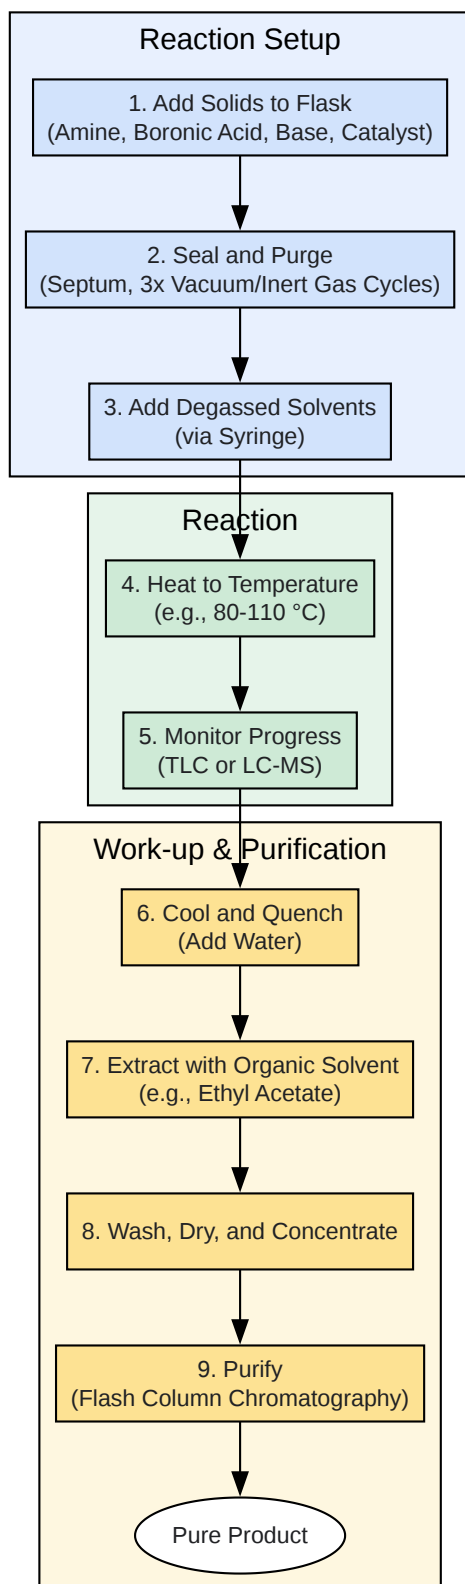 Reaction Setup
1. Add Solids to Flask
(Amine, Boronic Acid, Base, Catalyst)
2. Seal and Purge
(Septum, 3x Vacuum/Inert Gas Cycles)
3. Add Degassed Solvents
(via Syringe)
Reaction
4. Heat to Temperature
(e.g., 80-110 °C)
5. Monitor Progress
(TLC or LC-MS)
Work-up & Purification
6. Cool and Quench
(Add Water)
7. Extract with Organic Solvent
(e.g., Ethyl Acetate)
8. Wash, Dry, and Concentrate
9. Purify
(Flash Column Chromatography)
Pure Product